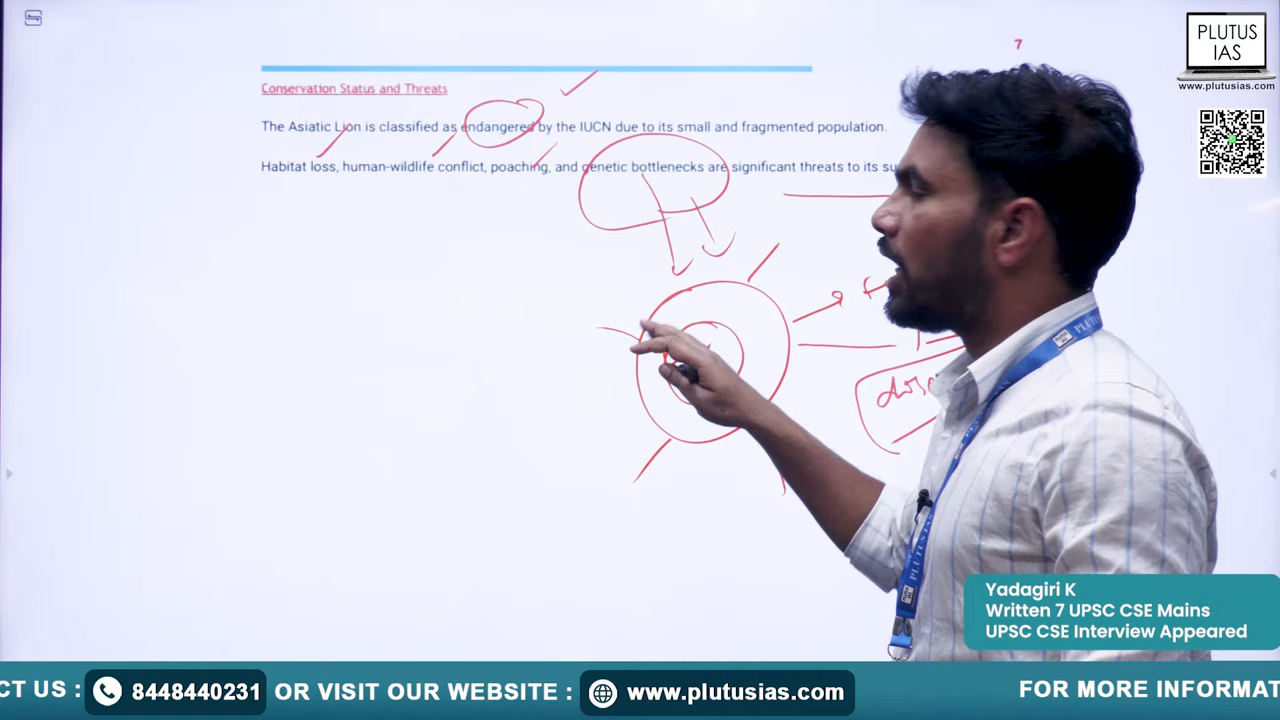 PLUTUS
IAS
www.plutusias.com
7
Conservation Status and Threats
The Asiatic Lion is classified as endangered by the IUCN due to its small and fragmented population.
Habitat loss, human-wildlife conflict, poaching, and genetic bottlenecks are significant threats to its
PLUTUS IAS
Yadagiri K
Written 7 UPSC CSE Mains
UPSC CSE Interview Appeared
CT US : 8448440231 OR VISIT OUR WEBSITE : www.plutusias.com FOR MORE INFORMAT